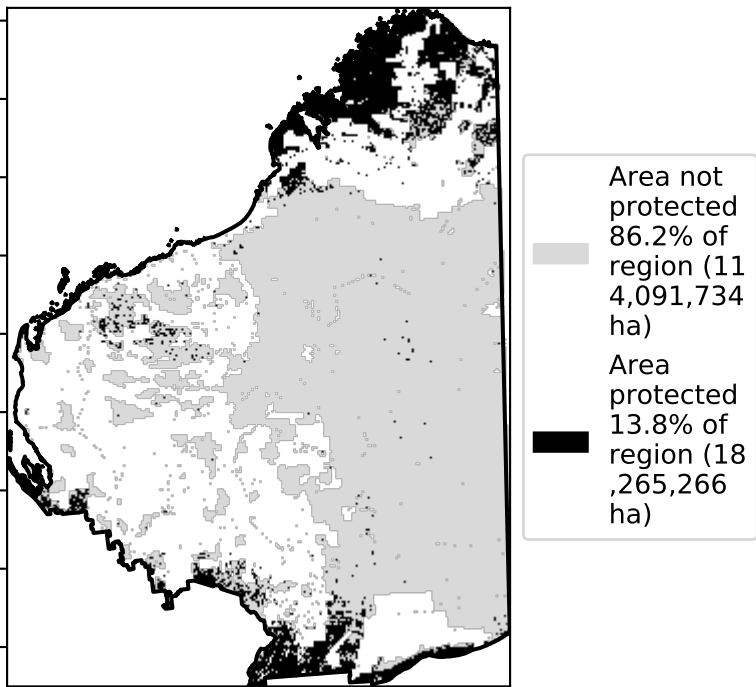 Area not
protected
86.2% of
region (11
4,091,734
ha)
Area
protected
13.8% of
region (18
,265,266
ha)